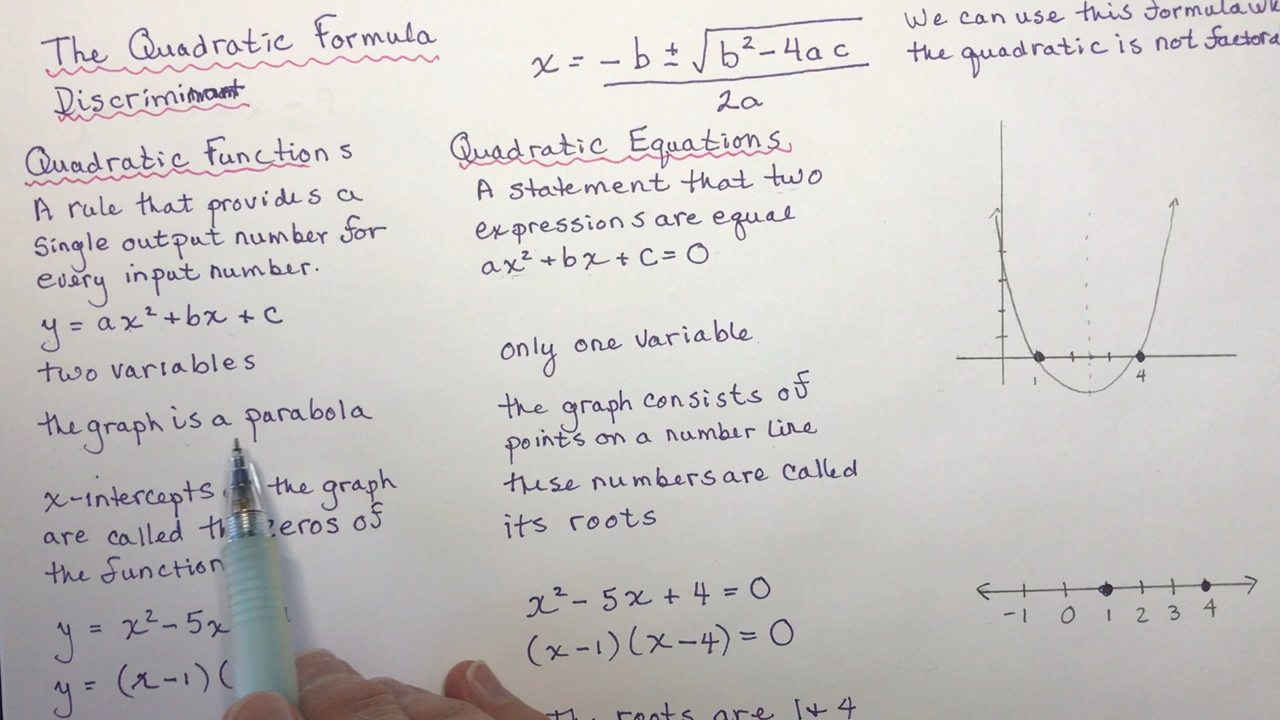 The Quadratic Formula
Discriminant
x = -b ± √b² - 4ac
2a
We can use this formula
the quadratic is not
Quadratic Functions
A rule that provides a
single output number for
every input number.
y = ax² + bx + c
two variables
the graph is a parabola
x-intercepts the graph
are called zeros of
the function
y = x² - 5x
y = (x-1)(
Quadratic Equations
A statement that two
expressions are equal
ax² + bx + c = 0
only one variable
the graph consists of
points on a number line
these numbers are called
its roots
x² - 5x + 4 = 0
(x-1)(x-4) = 0
the roots are 1 + 4
1 4
-1 0 1 2 3 4